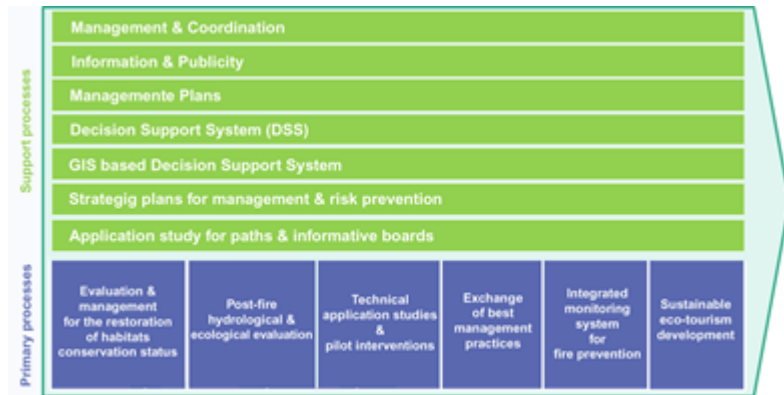 Support processes
Management & Coordination
Information & Publicity
Managemente Plans
Decision Support System (DSS)
GIS based Decision Support System
Strategig plans for management & risk prevention
Application study for paths & informative boards
Primary processes
Evaluation &
management
for the restoration
of habitats
conservation status
Post-fire
hydrological &
ecological evaluation
Technical
application studies
&
pilot interventions
Exchange
of best
management
practices
Integrated
monitoring
system
for
fire prevention
Sustainable
eco-tourism
development